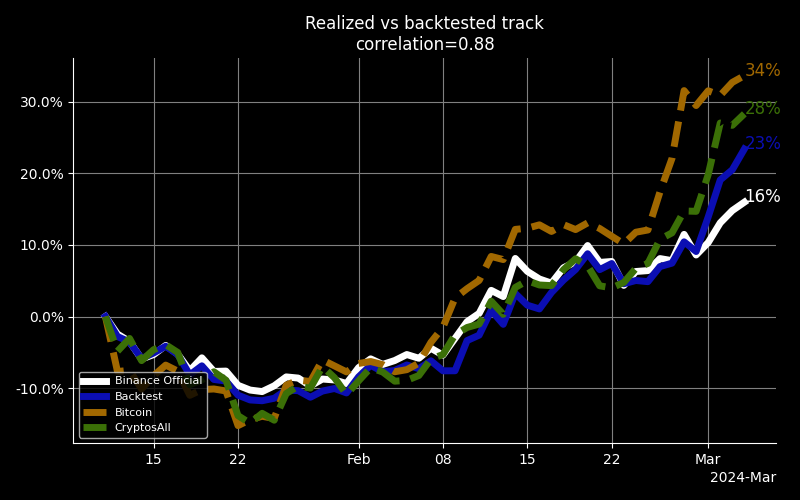 Realized vs backtested track
correlation=0.88
34%
30.0%
28%
23%
20.0%
16%
10.0%
0.0%
-10.0%
Binance Official
Backtest
Bitcoin
CryptosAll
15
22
Feb
08
15
22
Mar
2024-Mar